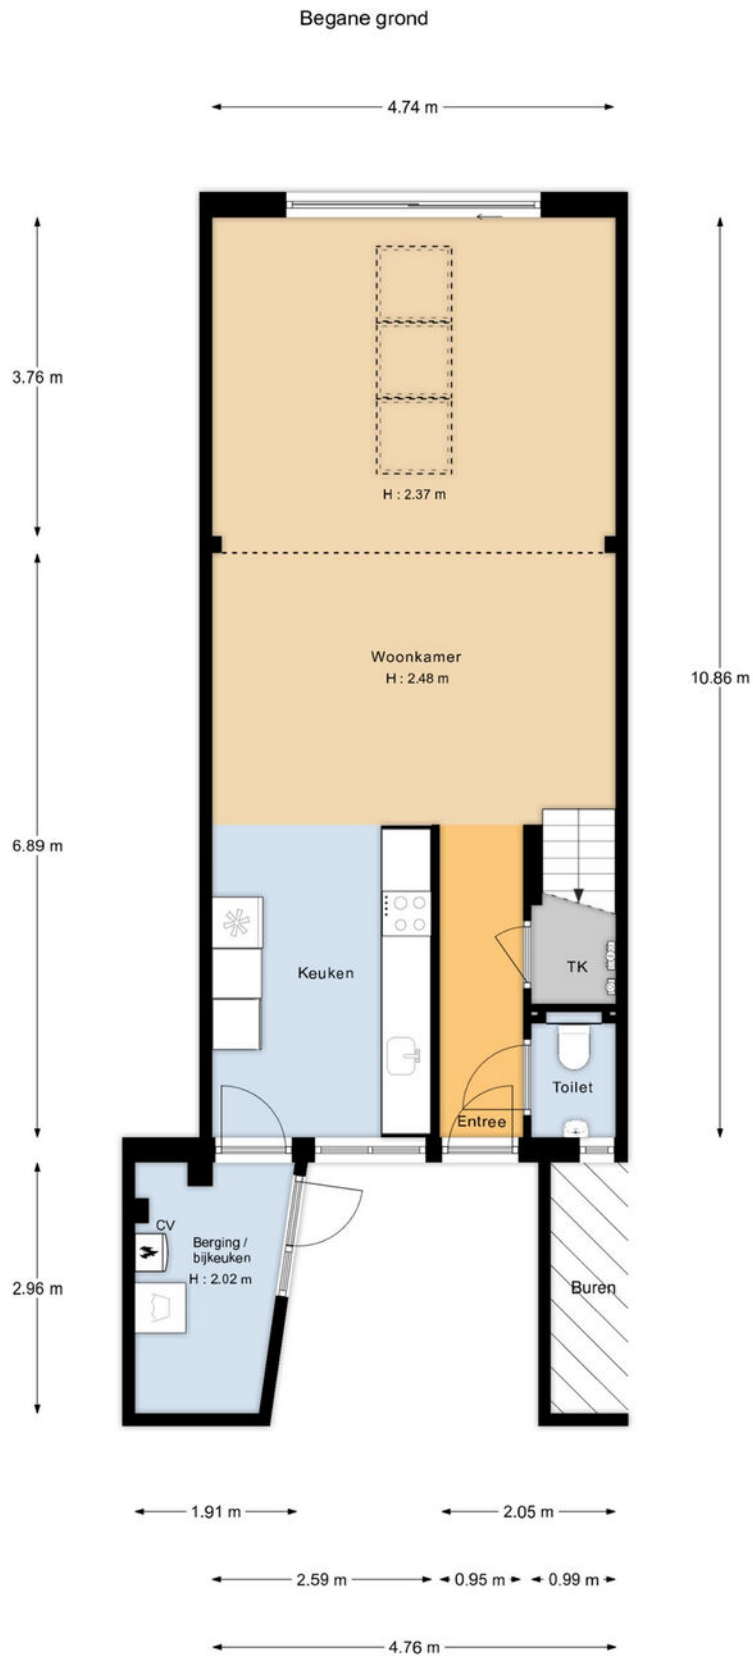 Begane grond
4.74 m
3.76 m
H : 2.37 m
Woonkamer
H : 2.48 m
10.86 m
6.89 m
Keuken
TK
Toilet
Entree
CV
Berging /
bijkeuken
H : 2.02 m
2.96 m
Buren
1.91 m
2.05 m
2.59 m
0.95 m
0.99 m
4.76 m